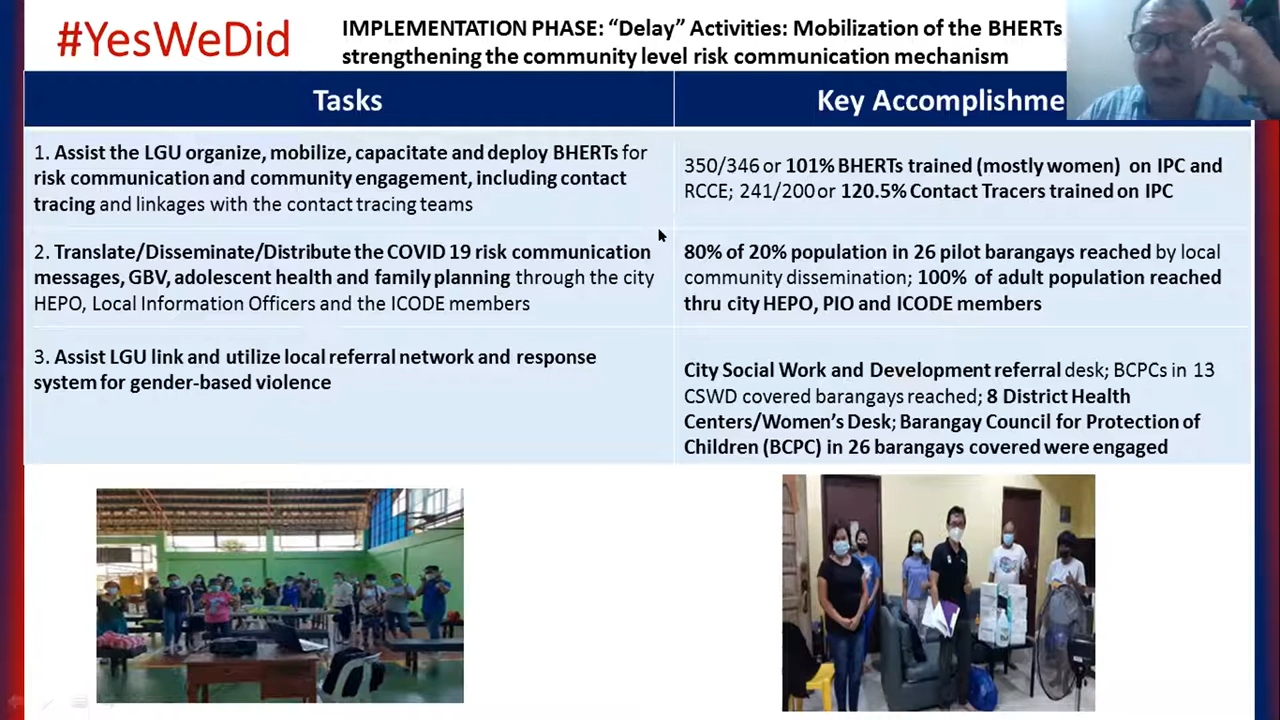 #YesWeDid
IMPLEMENTATION PHASE: “Delay” Activities: Mobilization of the BHERTs
strengthening the community level risk communication mechanism
Tasks
Key Accomplishme
1. Assist the LGU organize, mobilize, capacitate and deploy BHERTs for
risk communication and community engagement, including contact
tracing and linkages with the contact tracing teams
350/346 or 101% BHERTs trained (mostly women) on IPC and
RCCE; 241/200 or 120.5% Contact Tracers trained on IPC
2. Translate/Disseminate/Distribute the COVID 19 risk communication
messages, GBV, adolescent health and family planning through the city
HEPO, Local Information Officers and the ICODE members
80% of 20% population in 26 pilot barangays reached by local
community dissemination; 100% of adult population reached
thru city HEPO, PIO and ICODE members
3. Assist LGU link and utilize local referral network and response
system for gender-based violence
City Social Work and Development referral desk; BCPCs in 13
CSWD covered barangays reached; 8 District Health
Centers/Women’s Desk; Barangay Council for Protection of
Children (BCPC) in 26 barangays covered were engaged